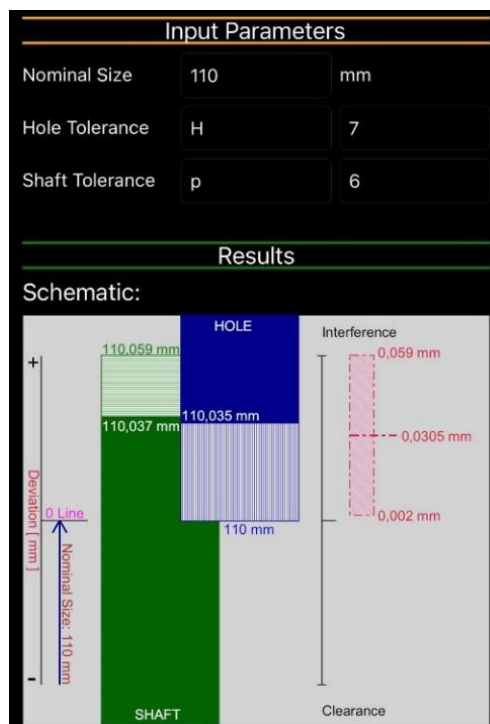 Input Parameters
Nominal Size 110 mm
Hole Tolerance H 7
Shaft Tolerance p 6
Results
Schematic:
HOLE
Interference
+
110,059 mm
0,059 mm
110,035 mm
110,037 mm
0,0305 mm
Deviation [ mm ]
0 Line
0,002 mm
110 mm
Nominal Size: 110 mm
-
SHAFT
Clearance